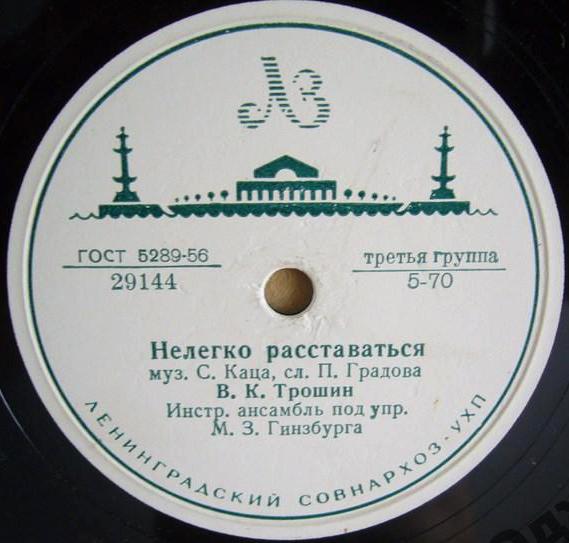 ЛЗ
ГОСТ 5289-56
29144
третья группа
5-70
Нелегко расставаться
муз. С. Каца, сл. П. Градова
В. К. Трошин
Инстр. ансамбль под упр.
М. З. Гинзбурга
ЛЕНИНГРАДСКИЙ СОВНАРХОЗ-УХП